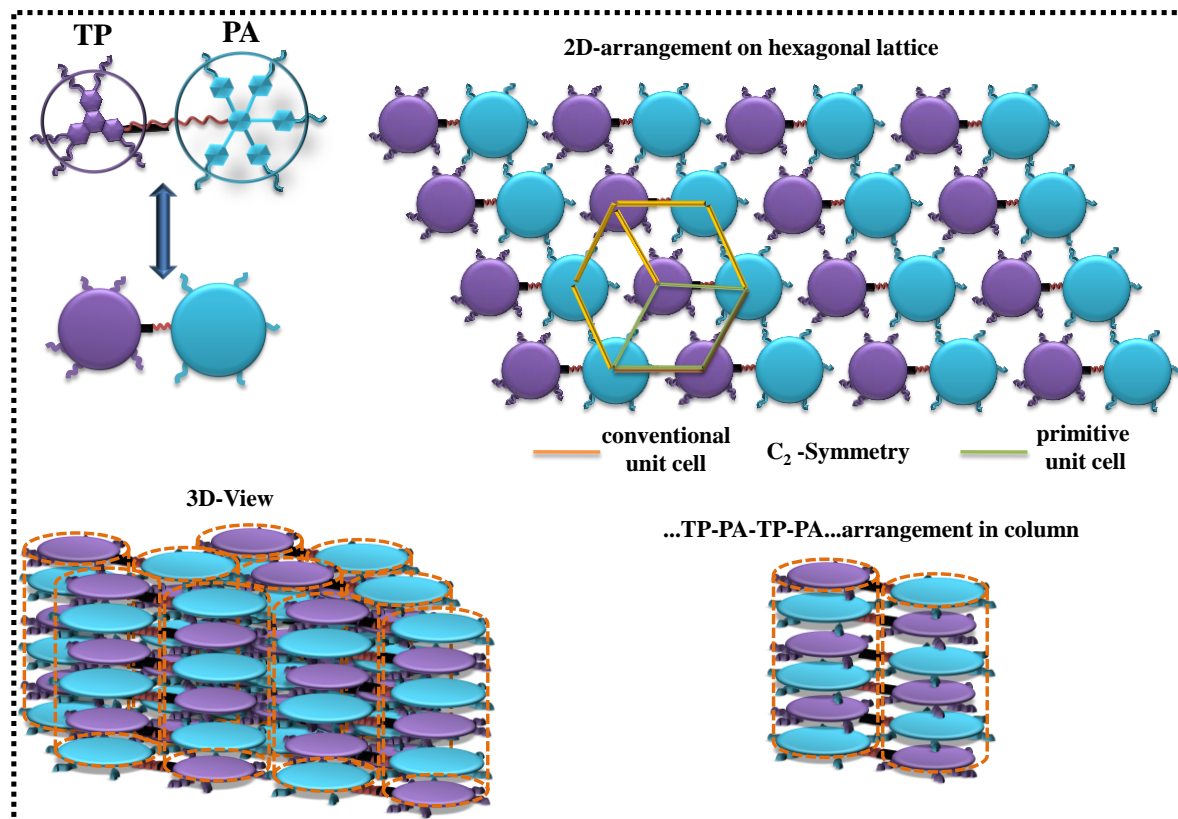 TP
PA
2D-arrangement on hexagonal lattice
conventional
unit cell
C₂ -Symmetry
primitive
unit cell
3D-View
...TP-PA-TP-PA...arrangement in column